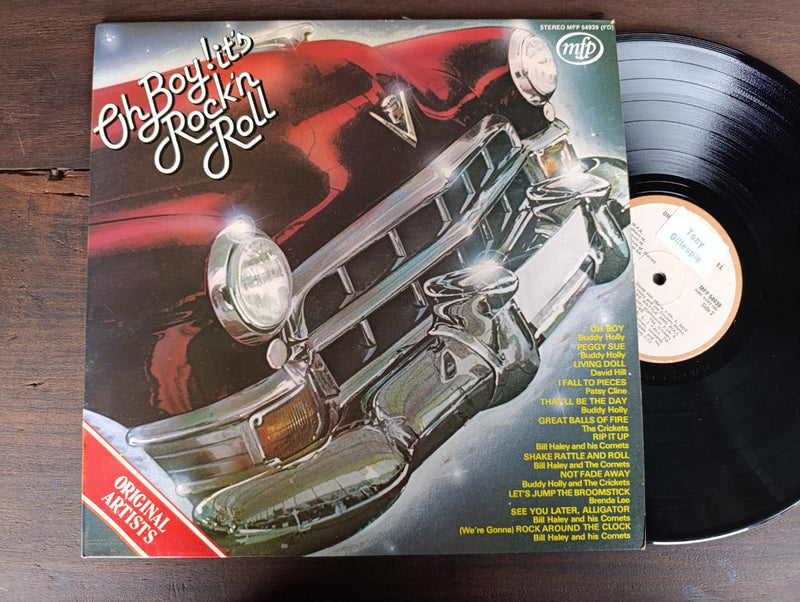 STEREO MFP 54939 (FD)
mfp
Oh Boy! it's
Rock'n
Roll
OH BOY
Buddy Holly
PEGGY SUE
Buddy Holly
LIVING DOLL
David Hill
I FALL TO PIECES
Patsy Cline
THAT'LL BE THE DAY
Buddy Holly
GREAT BALLS OF FIRE
The Crickets
RIP IT UP
Bill Haley and his Comets
SHAKE RATTLE AND ROLL
Bill Haley and The Comets
NOT FADE AWAY
Buddy Holly and The Crickets
LET'S JUMP THE BROOMSTICK
Brenda Lee
SEE YOU LATER, ALLIGATOR
Bill Haley and his Comets
(We're Gonna) ROCK AROUND THE CLOCK
Bill Haley and his Comets
ORIGINAL
ARTISTS
Tony
Gillespie
MFP 54939
Side 2